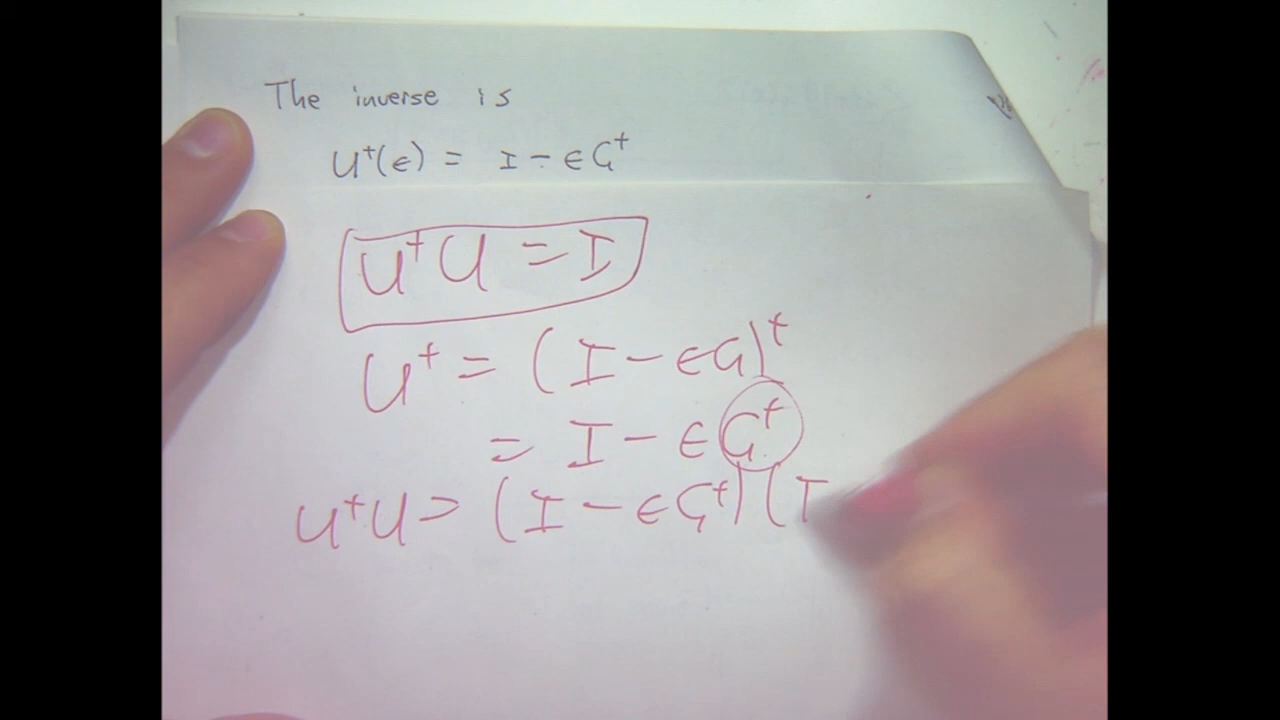 The inverse is
U†(ϵ) = I - ϵG†
U†U = I
U† = (I - ϵG)†
= I - ϵG†
U†U = (I - ϵG†)(I